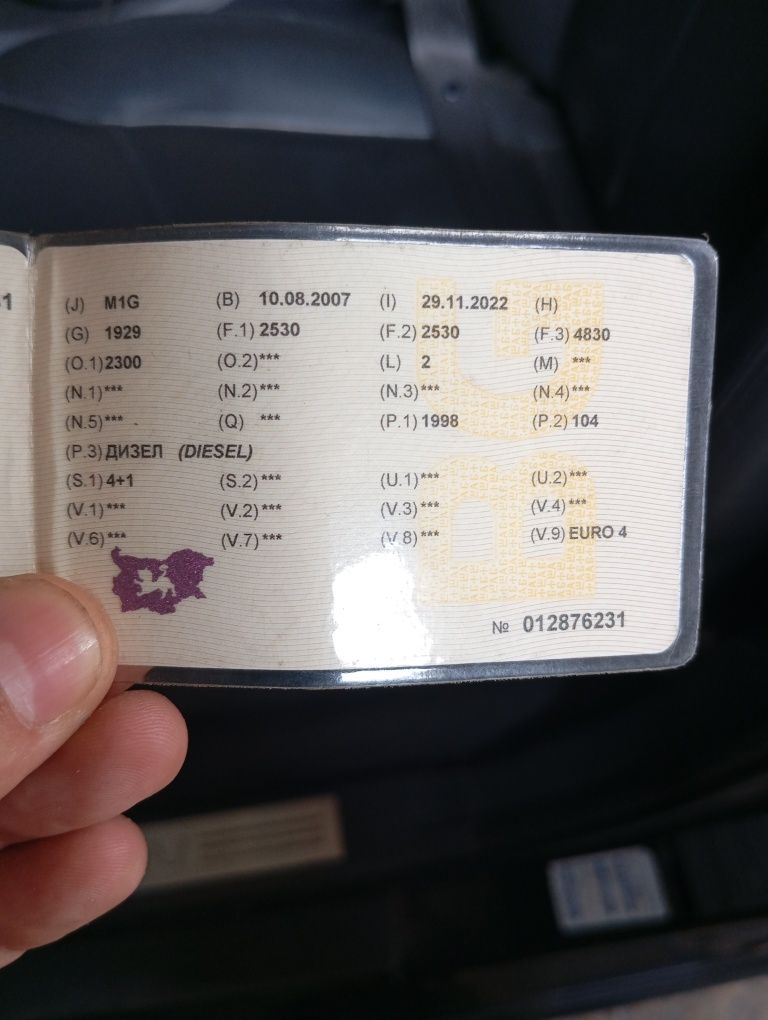 1
(J) M1G (B) 10.08.2007 (I) 29.11.2022 (H)
(G) 1929 (F.1) 2530 (F.2) 2530 (F.3) 4830
(O.1) 2300 (O.2) *** (L) 2 (M) ***
(N.1) *** (N.2) *** (N.3) *** (N.4) ***
(N.5) *** (Q) *** (P.1) 1998 (P.2) 104
(P.3) ДИЗЕЛ (DIESEL)
(S.1) 4+1 (S.2) *** (U.1) *** (U.2) ***
(V.1) *** (V.2) *** (V.3) *** (V.4) ***
(V.6) *** (V.7) *** (V.8) *** (V.9) EURO 4
№ 012876231